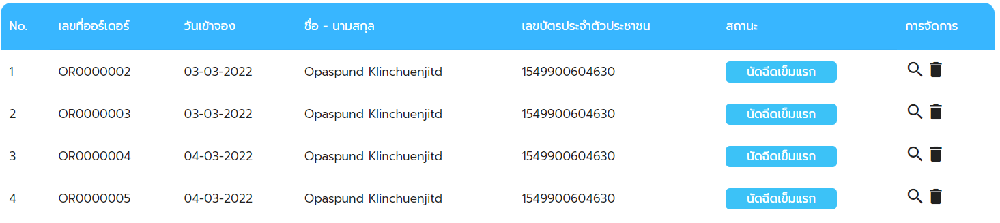 No. เลขที่ออร์เดอร์ วันเข้าจอง ชื่อ - นามสกุล เลขบัตรประจำตัวประชาชน สถานะ การจัดการ
1 OR0000002 03-03-2022 Opaspund Klinchuenjitd 1549900604630 นัดฉีดเข็มแรก
2 OR0000003 03-03-2022 Opaspund Klinchuenjitd 1549900604630 นัดฉีดเข็มแรก
3 OR0000004 04-03-2022 Opaspund Klinchuenjitd 1549900604630 นัดฉีดเข็มแรก
4 OR0000005 04-03-2022 Opaspund Klinchuenjitd 1549900604630 นัดฉีดเข็มแรก